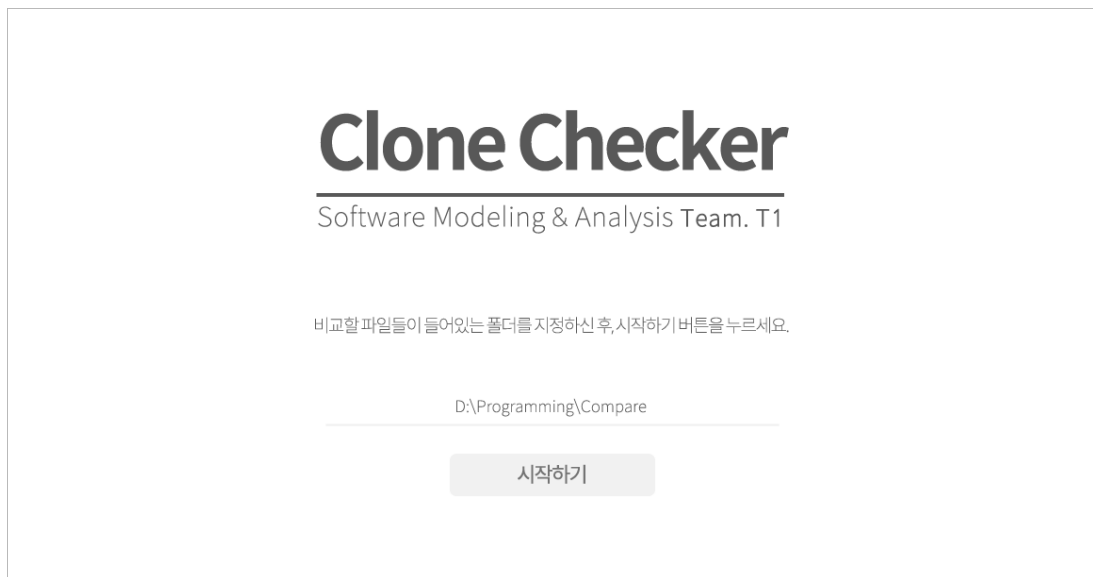 Clone Checker
Software Modeling & Analysis Team. T1
비교할 파일들이 들어있는 폴더를 지정하신 후, 시작하기 버튼을 누르세요.
D:\Programming\Compare
시작하기